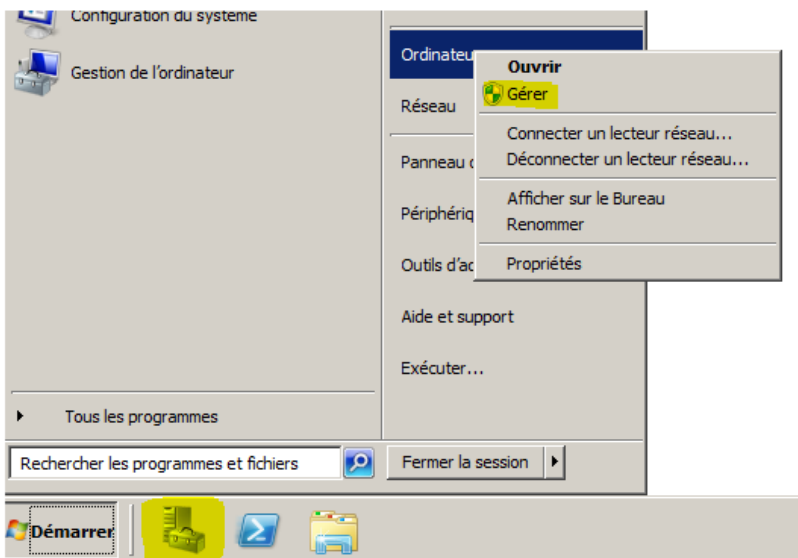 Configuration du système
Gestion de l'ordinateur
Ordinateu
Réseau
Panneau
Périphériq
Outils d'ac
Aide et support
Exécuter...
Ouvrir
Gérer
Connecter un lecteur réseau...
Déconnecter un lecteur réseau...
Afficher sur le Bureau
Renommer
Propriétés
Tous les programmes
Rechercher les programmes et fichiers
Fermer la session
Démarrer